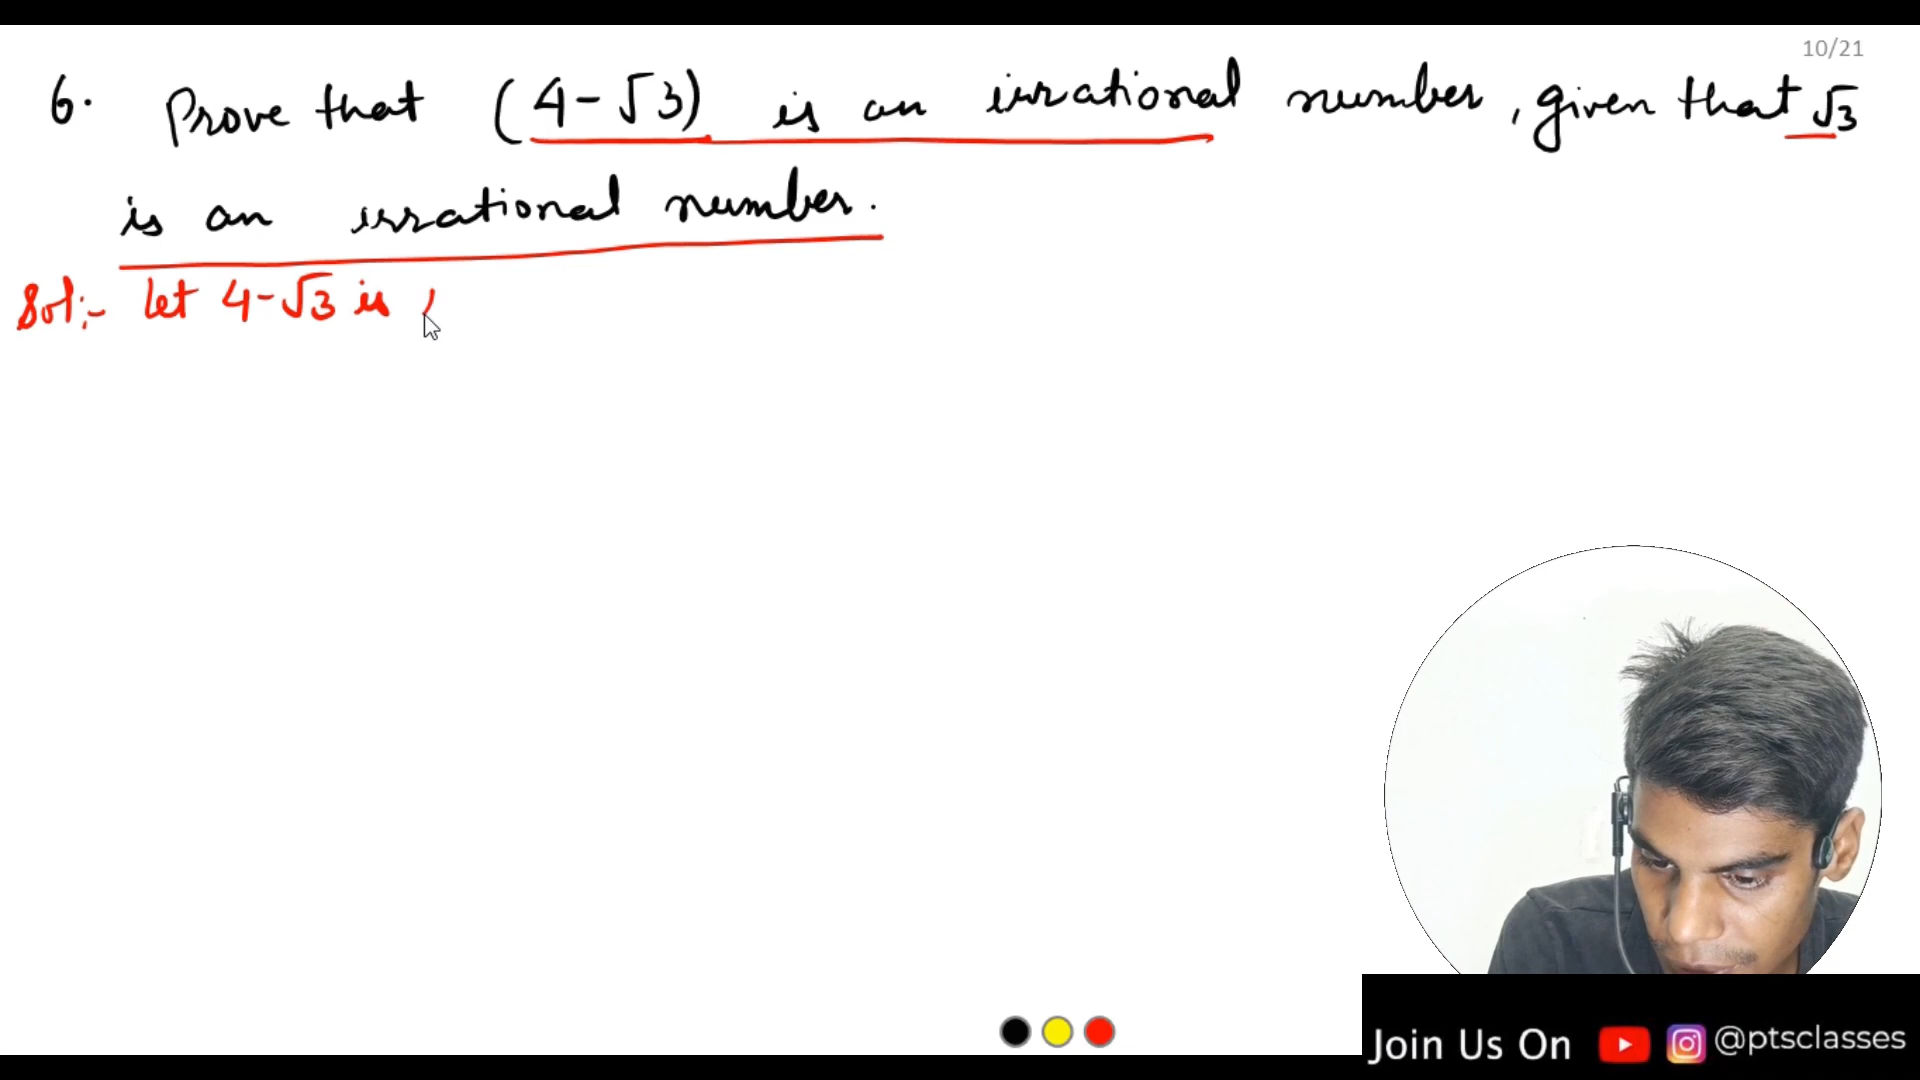 10/21
6. Prove that (4-√3) is an irrational number, given that √3
is an irrational number.
Sol:- Let 4-√3 is
Join Us On @ptsclasses